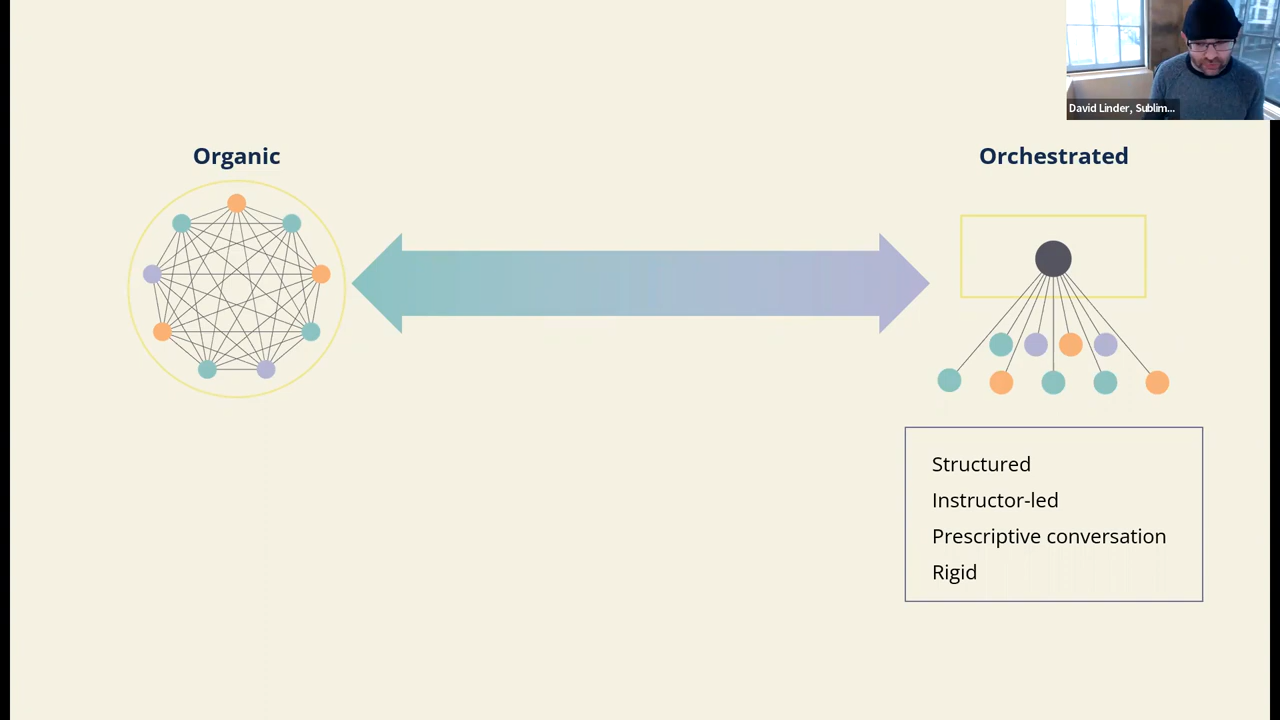 David Linder, Sublim...
Organic
Orchestrated
Structured
Instructor-led
Prescriptive conversation
Rigid